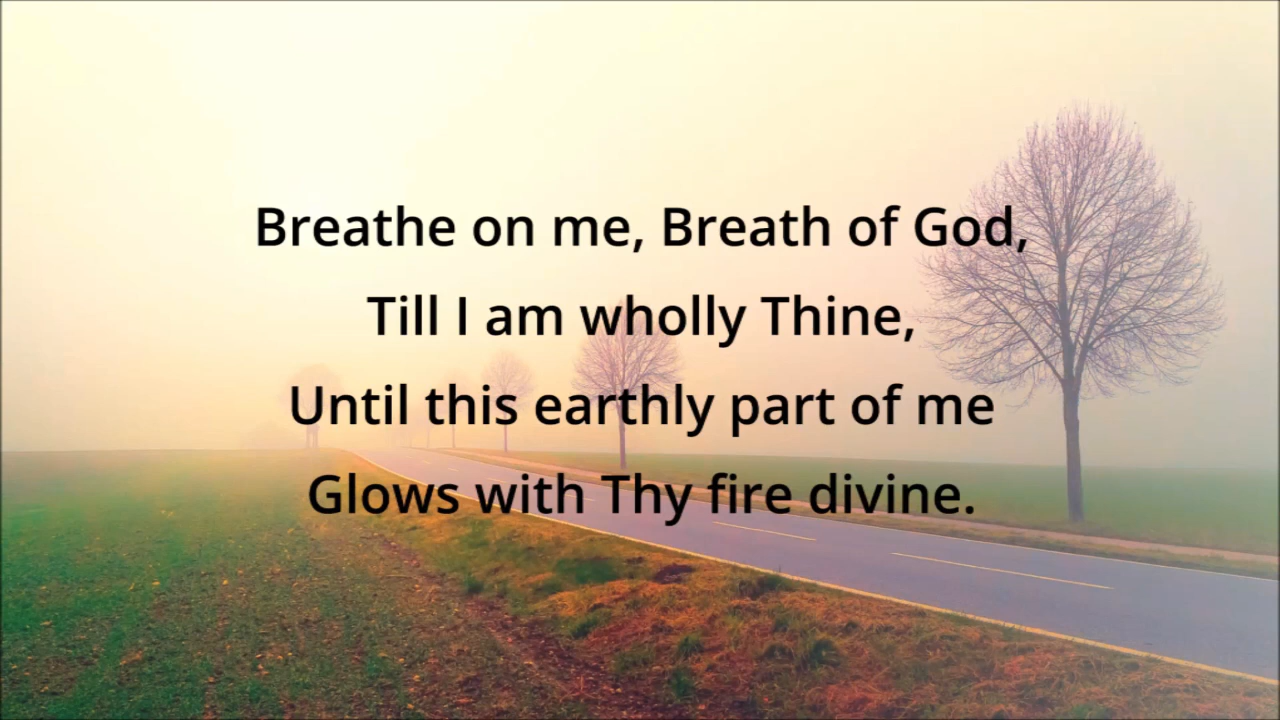 Breathe on me, Breath of God,
Till I am wholly Thine,
Until this earthly part of me
Glows with Thy fire divine.